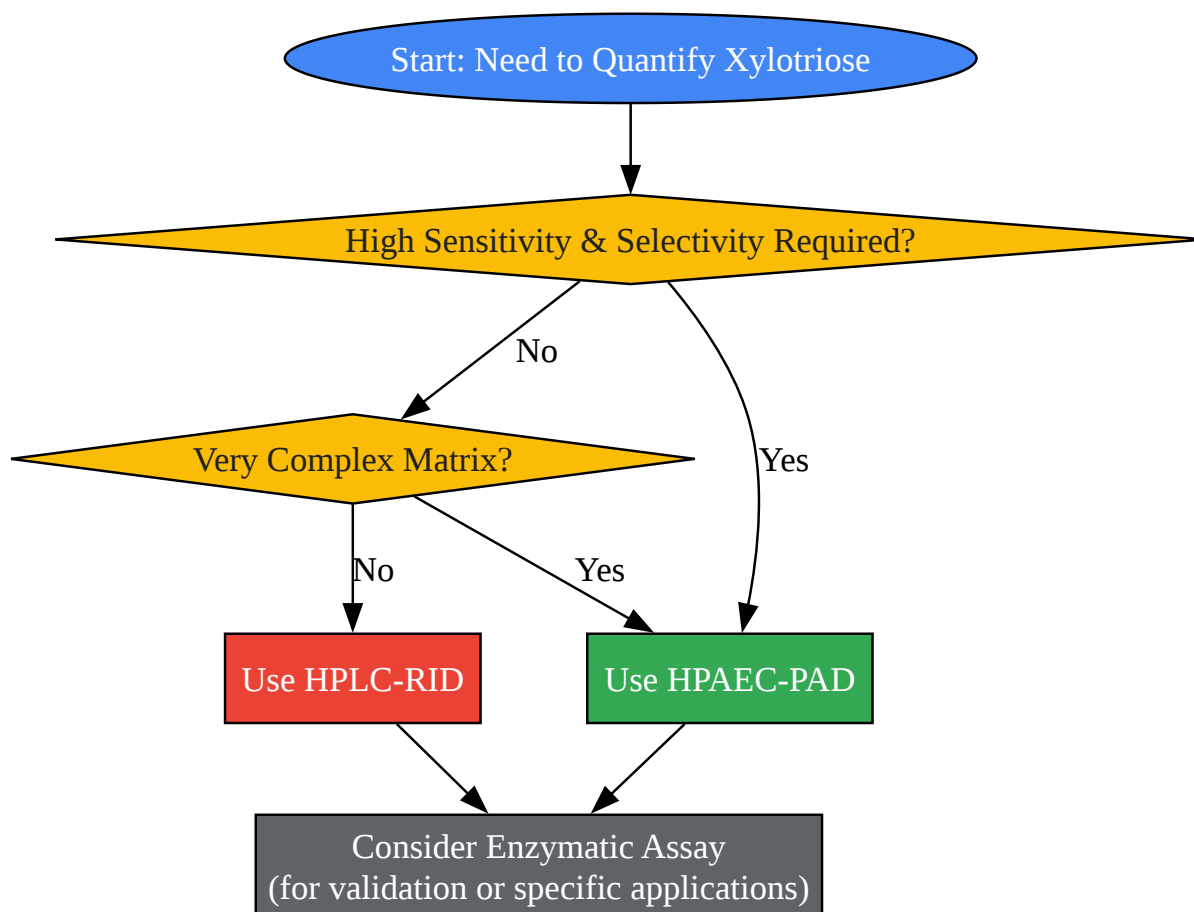 Start: Need to Quantify Xylotriose
High Sensitivity & Selectivity Required?
No
Yes
Very Complex Matrix?
No
Yes
Use HPLC-RID
Use HPAEC-PAD
Consider Enzymatic Assay
(for validation or specific applications)